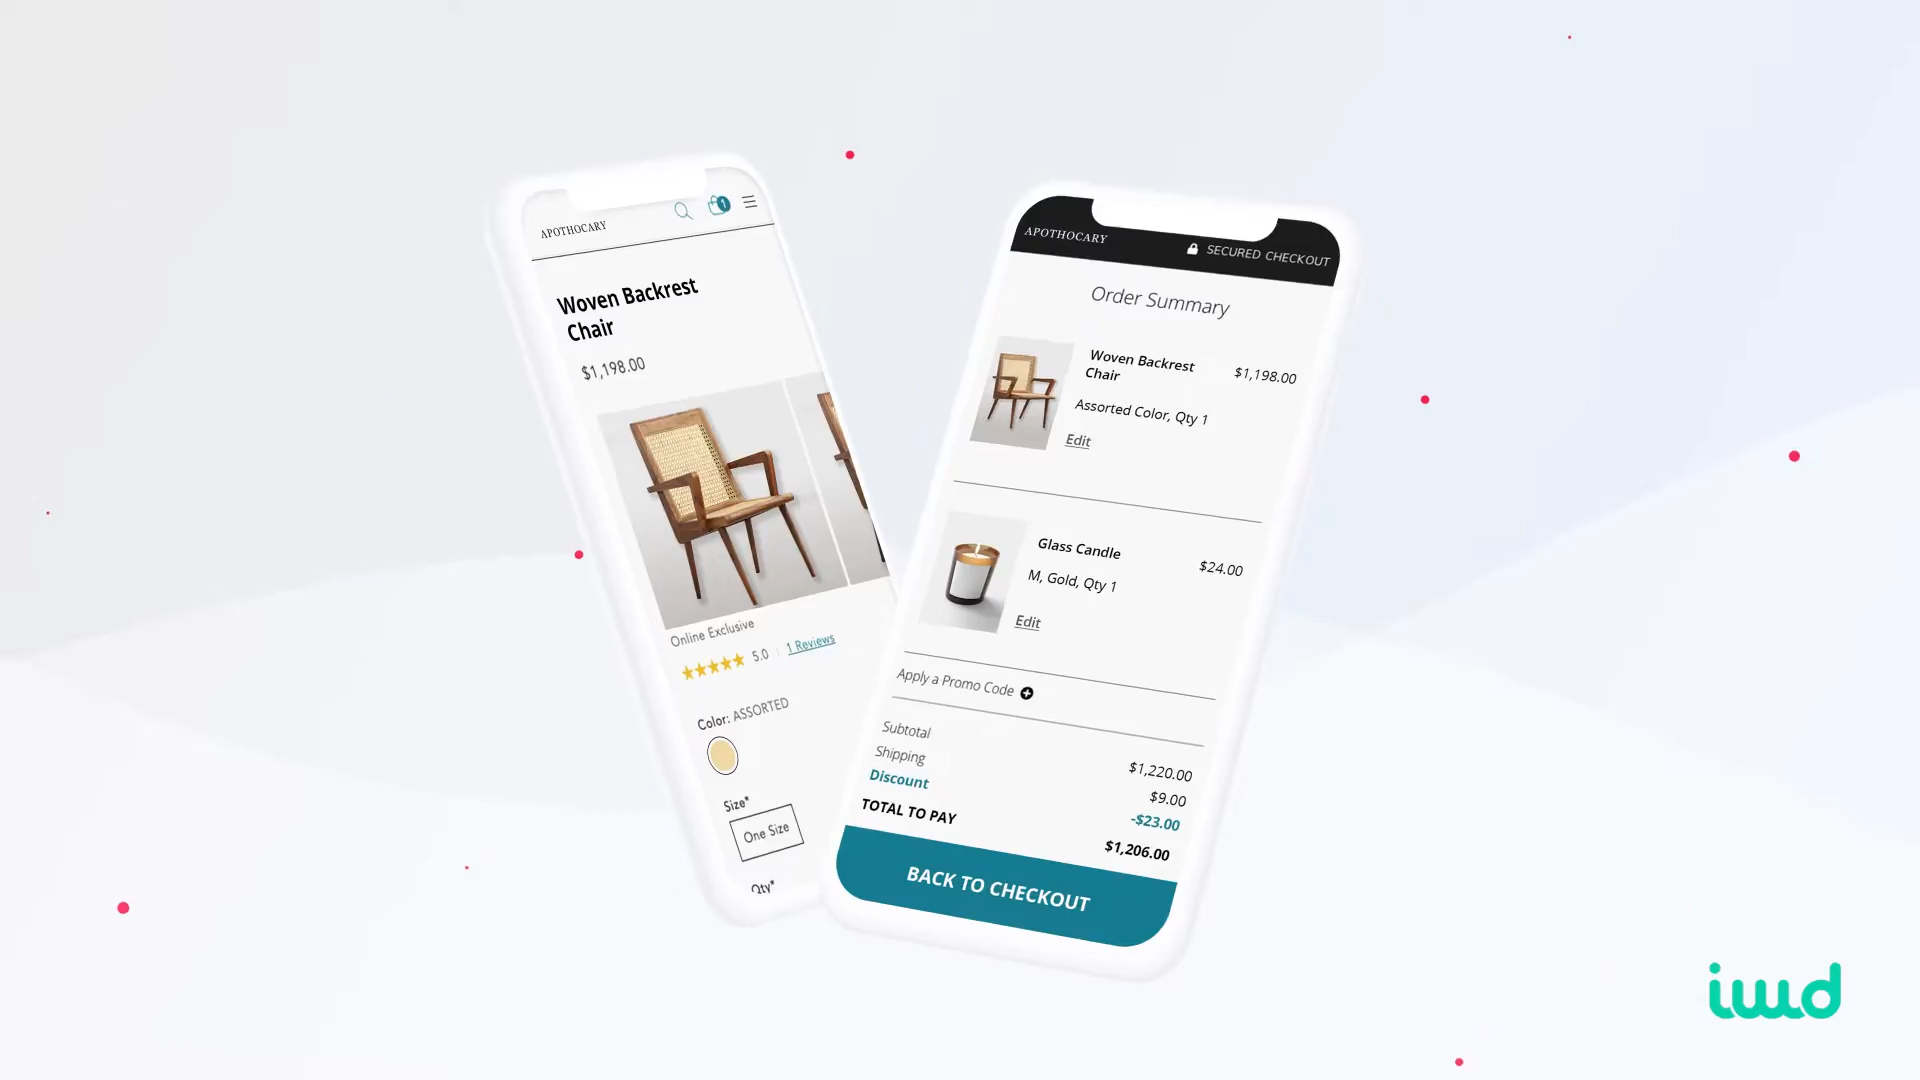 APOTHOCARY
1
Woven Backrest
Chair
$1,198.00
Online Exclusive
5.0
1 Reviews
Color: ASSORTED
Size*
One Size
Qty*
APOTHOCARY
SECURED CHECKOUT
Order Summary
Woven Backrest
Chair
$1,198.00
Assorted Color, Qty 1
Edit
Glass Candle
$24.00
M, Gold, Qty 1
Edit
Apply a Promo Code
Subtotal $1,220.00
Shipping $9.00
Discount -$23.00
TOTAL TO PAY $1,206.00
BACK TO CHECKOUT
iwd